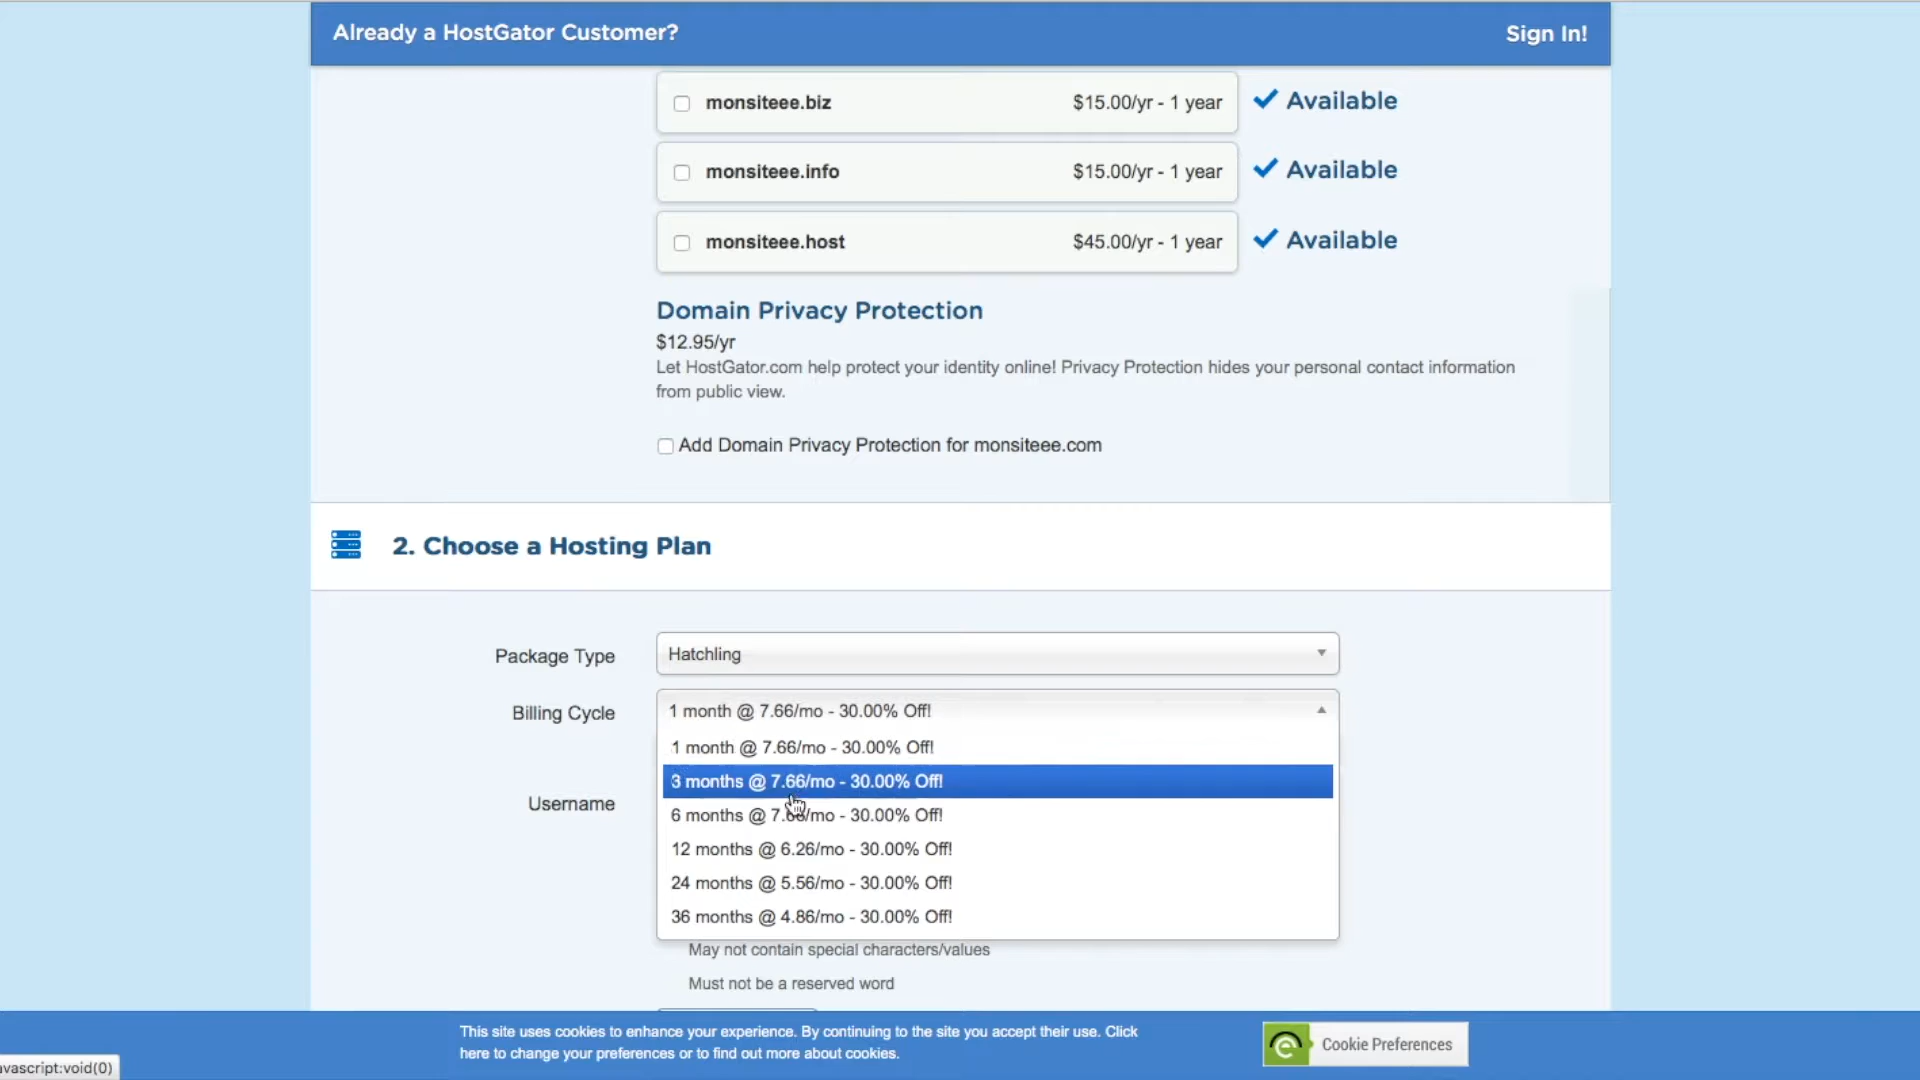 Already a HostGator Customer? Sign In!
monsiteee.biz $15.00/yr - 1 year Available
monsiteee.info $15.00/yr - 1 year Available
monsiteee.host $45.00/yr - 1 year Available
Domain Privacy Protection
$12.95/yr
Let HostGator.com help protect your identity online! Privacy Protection hides your personal contact information
from public view.
Add Domain Privacy Protection for monsiteee.com
2. Choose a Hosting Plan
Package Type Hatchling
Billing Cycle 1 month @ 7.66/mo - 30.00% Off!
1 month @ 7.66/mo - 30.00% Off!
3 months @ 7.66/mo - 30.00% Off!
Username
6 months @ 7.66/mo - 30.00% Off!
12 months @ 6.26/mo - 30.00% Off!
24 months @ 5.56/mo - 30.00% Off!
36 months @ 4.86/mo - 30.00% Off!
May not contain special characters/values
Must not be a reserved word
This site uses cookies to enhance your experience. By continuing to the site you accept their use. Click
here to change your preferences or to find out more about cookies.
Cookie Preferences
avascript:void(0)